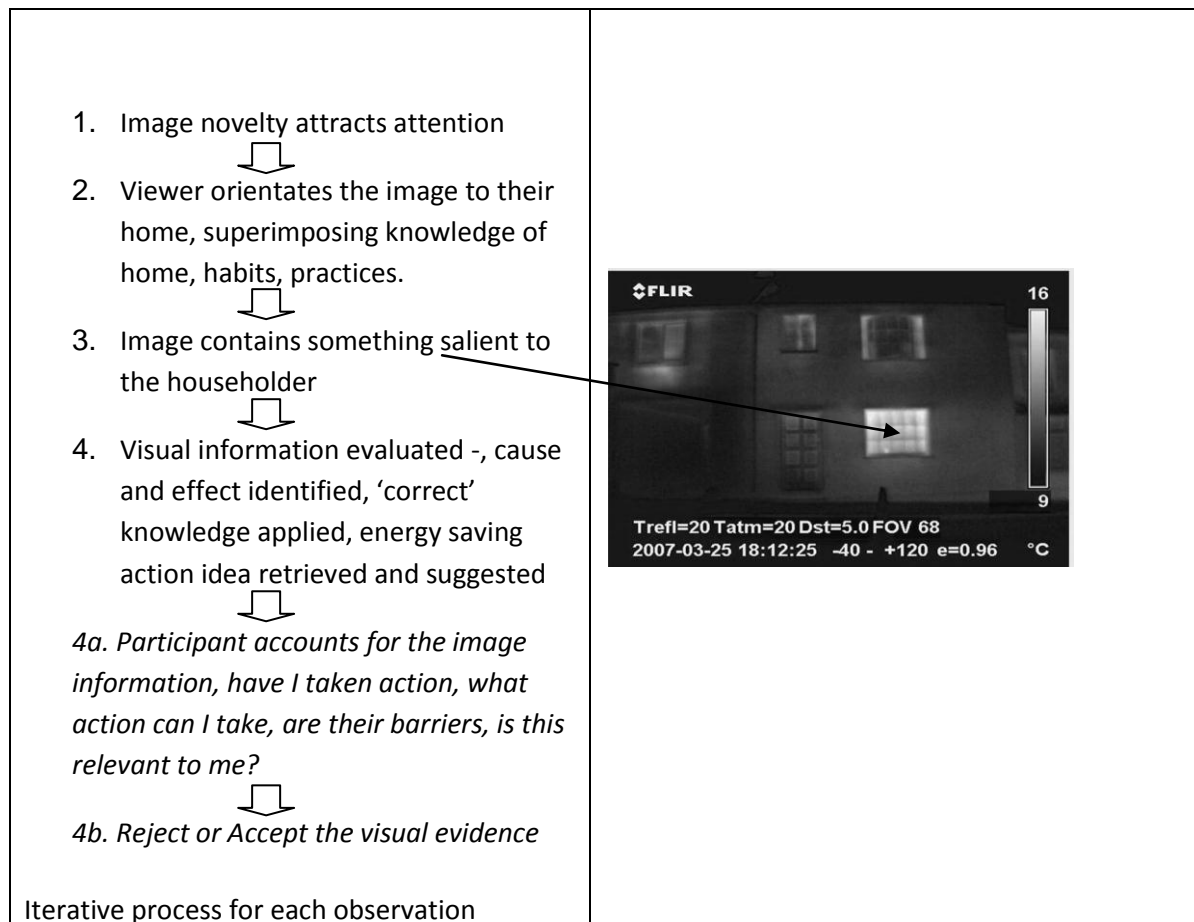 1. Image novelty attracts attention
2. Viewer orientates the image to their
home, superimposing knowledge of
home, habits, practices.
3. Image contains something salient to
the householder
4. Visual information evaluated -, cause
and effect identified, ‘correct’
knowledge applied, energy saving
action idea retrieved and suggested
4a. Participant accounts for the image
information, have I taken action, what
action can I take, are their barriers, is this
relevant to me?
4b. Reject or Accept the visual evidence
Iterative process for each observation
FLIR
16
9
Trefl=20 Tatm=20 Dst=5.0 FOV 68
2007-03-25 18:12:25 -40 - +120 e=0.96 °C